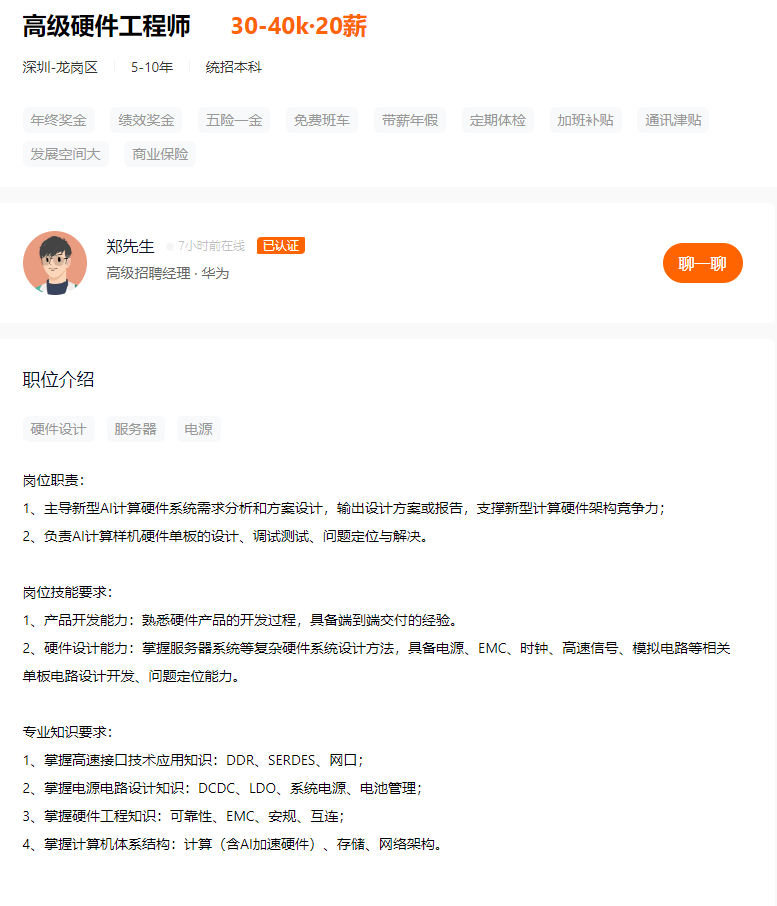 高级硬件工程师 30-40k·20薪
深圳-龙岗区 5-10年 统招本科
年终奖金 绩效奖金 五险一金 免费班车 带薪年假 定期体检 加班补贴 通讯津贴
发展空间大 商业保险
郑先生 7小时前在线 已认证
高级招聘经理 · 华为
聊一聊
职位介绍
硬件设计 服务器 电源
岗位职责：
1、主导新型AI计算硬件系统需求分析和方案设计，输出设计方案或报告，支撑新型计算硬件架构竞争力；
2、负责AI计算样机硬件单板的设计、调试测试、问题定位与解决。
岗位技能要求：
1、产品开发能力：熟悉硬件产品的开发过程，具备端到端交付的经验。
2、硬件设计能力：掌握服务器系统等复杂硬件系统设计方法，具备电源、EMC、时钟、高速信号、模拟电路等相关
单板电路设计开发、问题定位能力。
专业知识要求：
1、掌握高速接口技术应用知识：DDR、SERDES、网口；
2、掌握电源电路设计知识：DCDC、LDO、系统电源、电池管理；
3、掌握硬件工程知识：可靠性、EMC、安规、互连；
4、掌握计算机体系结构：计算（含AI加速硬件）、存储、网络架构。